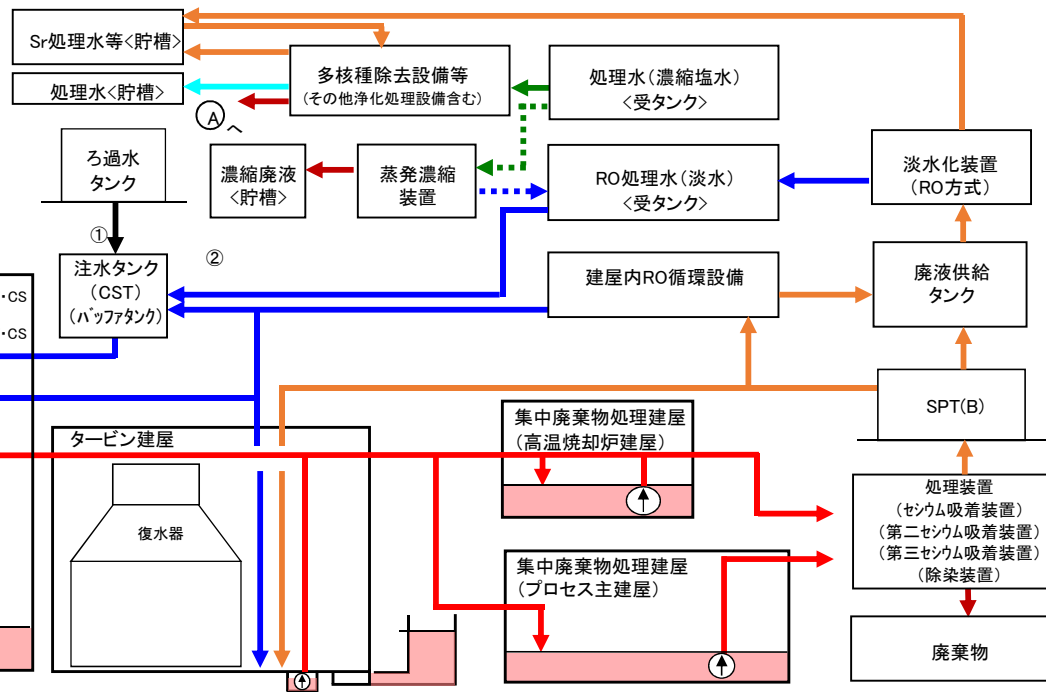 Sr処理水等<貯槽>
処理水<貯槽>
多核種除去設備等
(その他浄化処理設備含む)
処理水(濃縮塩水)
<受タンク>
Aへ
ろ過水
タンク
濃縮廃液
<貯槽>
蒸発濃縮
装置
RO処理水(淡水)
<受タンク>
淡水化装置
(RO方式)
①
②
注水タンク
(CST)
(バッファタンク)
建屋内RO循環設備
廃液供給
タンク
・CS
・CS
SPT(B)
タービン建屋
復水器
集中廃棄物処理建屋
(高温焼却炉建屋)
集中廃棄物処理建屋
(プロセス主建屋)
処理装置
(セシウム吸着装置)
(第二セシウム吸着装置)
(第三セシウム吸着装置)
(除染装置)
廃棄物